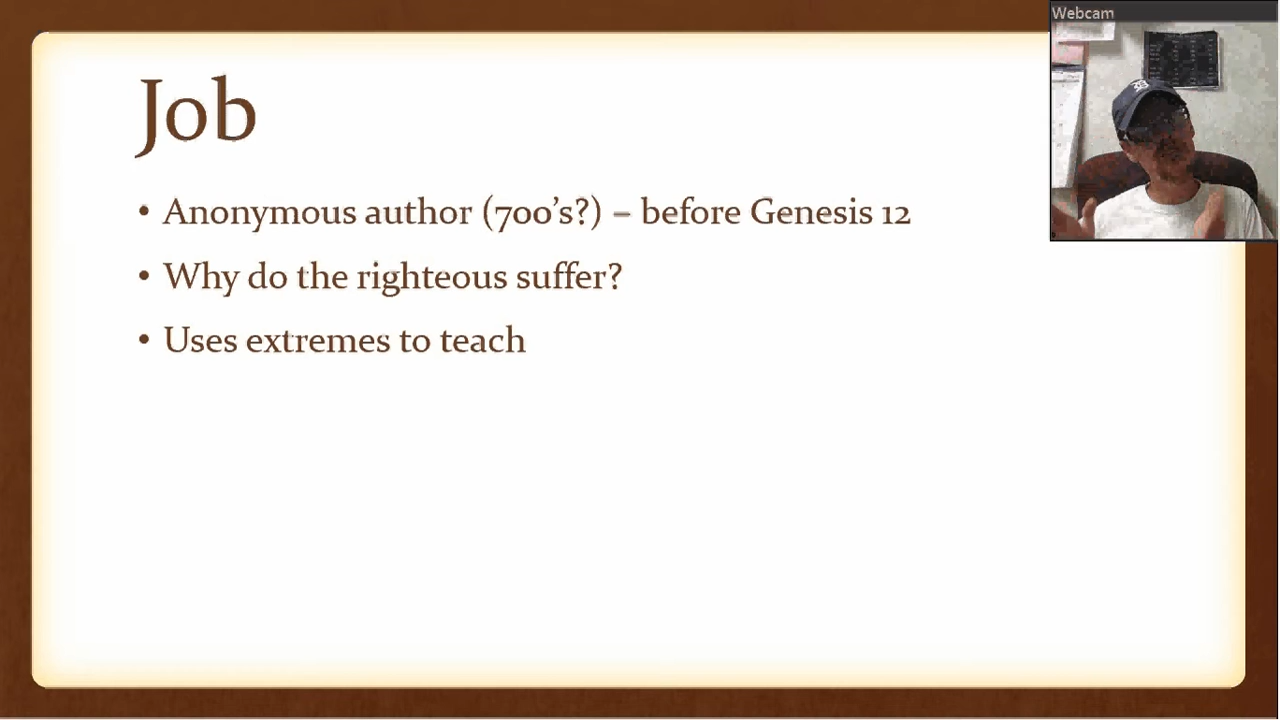 Webcam
Job
• Anonymous author (700's?) – before Genesis 12
• Why do the righteous suffer?
• Uses extremes to teach